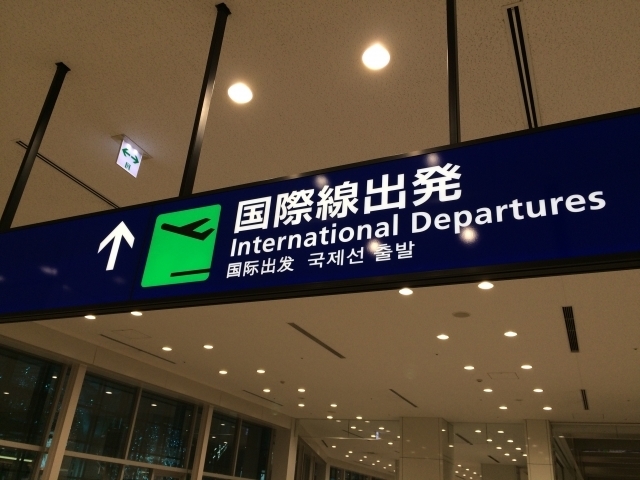 国際線出発
International Departures
国际出发 국제선 출발